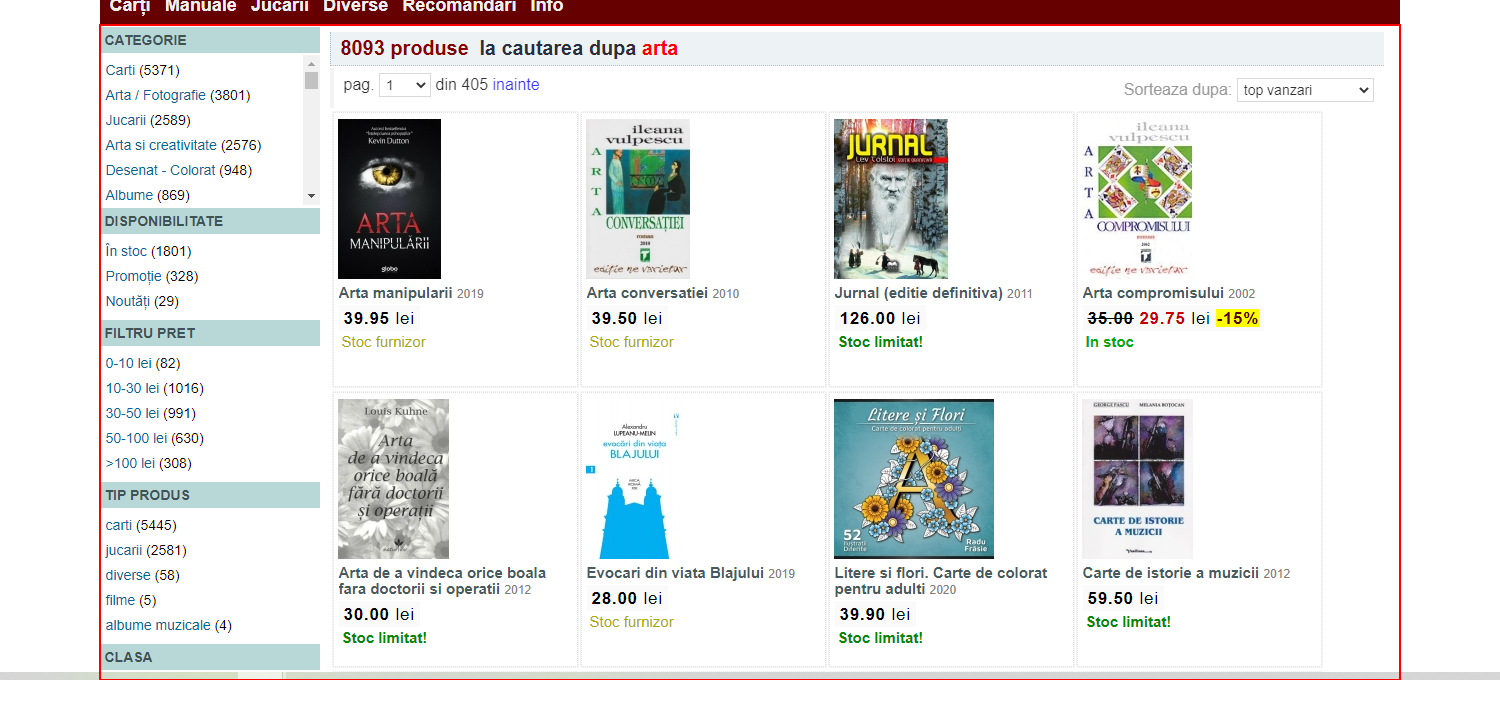 Carți Manuale Jucarii Diverse Recomandari Info
CATEGORIE
Carti (5371)
Arta / Fotografie (3801)
Jucarii (2589)
Arta si creativitate (2576)
Desenat - Colorat (948)
Albume (869)
DISPONIBILITATE
În stoc (1801)
Promoție (328)
Noutăți (29)
FILTRU PRET
0-10 lei (82)
10-30 lei (1016)
30-50 lei (991)
50-100 lei (630)
>100 lei (308)
TIP PRODUS
carti (5445)
jucarii (2581)
diverse (58)
filme (5)
albume muzicale (4)
CLASA
8093 produse la cautarea dupa arta
pag. 1 din 405 inainte
Sorteaza dupa: top vanzari
Kevin Dutton
ARTA
MANIPULĂRII
globo
Arta manipularii 2019
39.95 lei
Stoc furnizor
ileana
vulpescu
ARTA
CONVERSAȚIEI
roman
2010
Arta conversatiei 2010
39.50 lei
Stoc furnizor
JURNAL
Lev Tolstoi
Jurnal (editie definitiva) 2011
126.00 lei
Stoc limitat!
ileana
vulpescu
ARTA
COMPROMISULUI
2002
Arta compromisului 2002
35.00 29.75 lei -15%
In stoc
Louis Kuhne
Arta
de a vindeca
orice boală
fără doctorii
și operații
Arta de a vindeca orice boala
fara doctorii si operatii 2012
30.00 lei
Stoc limitat!
Alexandru
LUPEANU-MELIN
evocări din viața
BLAJULUI
1
Evocari din viata Blajului 2019
28.00 lei
Stoc furnizor
Litere și Flori
Carte de colorat pentru adulti
A
52
Ilustrati
Diferite
Radu
Frăsie
Litere si flori. Carte de colorat
pentru adulti 2020
39.90 lei
Stoc limitat!
GEORGE PASCU MELANIA BOȚOCAN
CARTE DE ISTORIE
A MUZICII
Carte de istorie a muzicii 2012
59.50 lei
Stoc limitat!